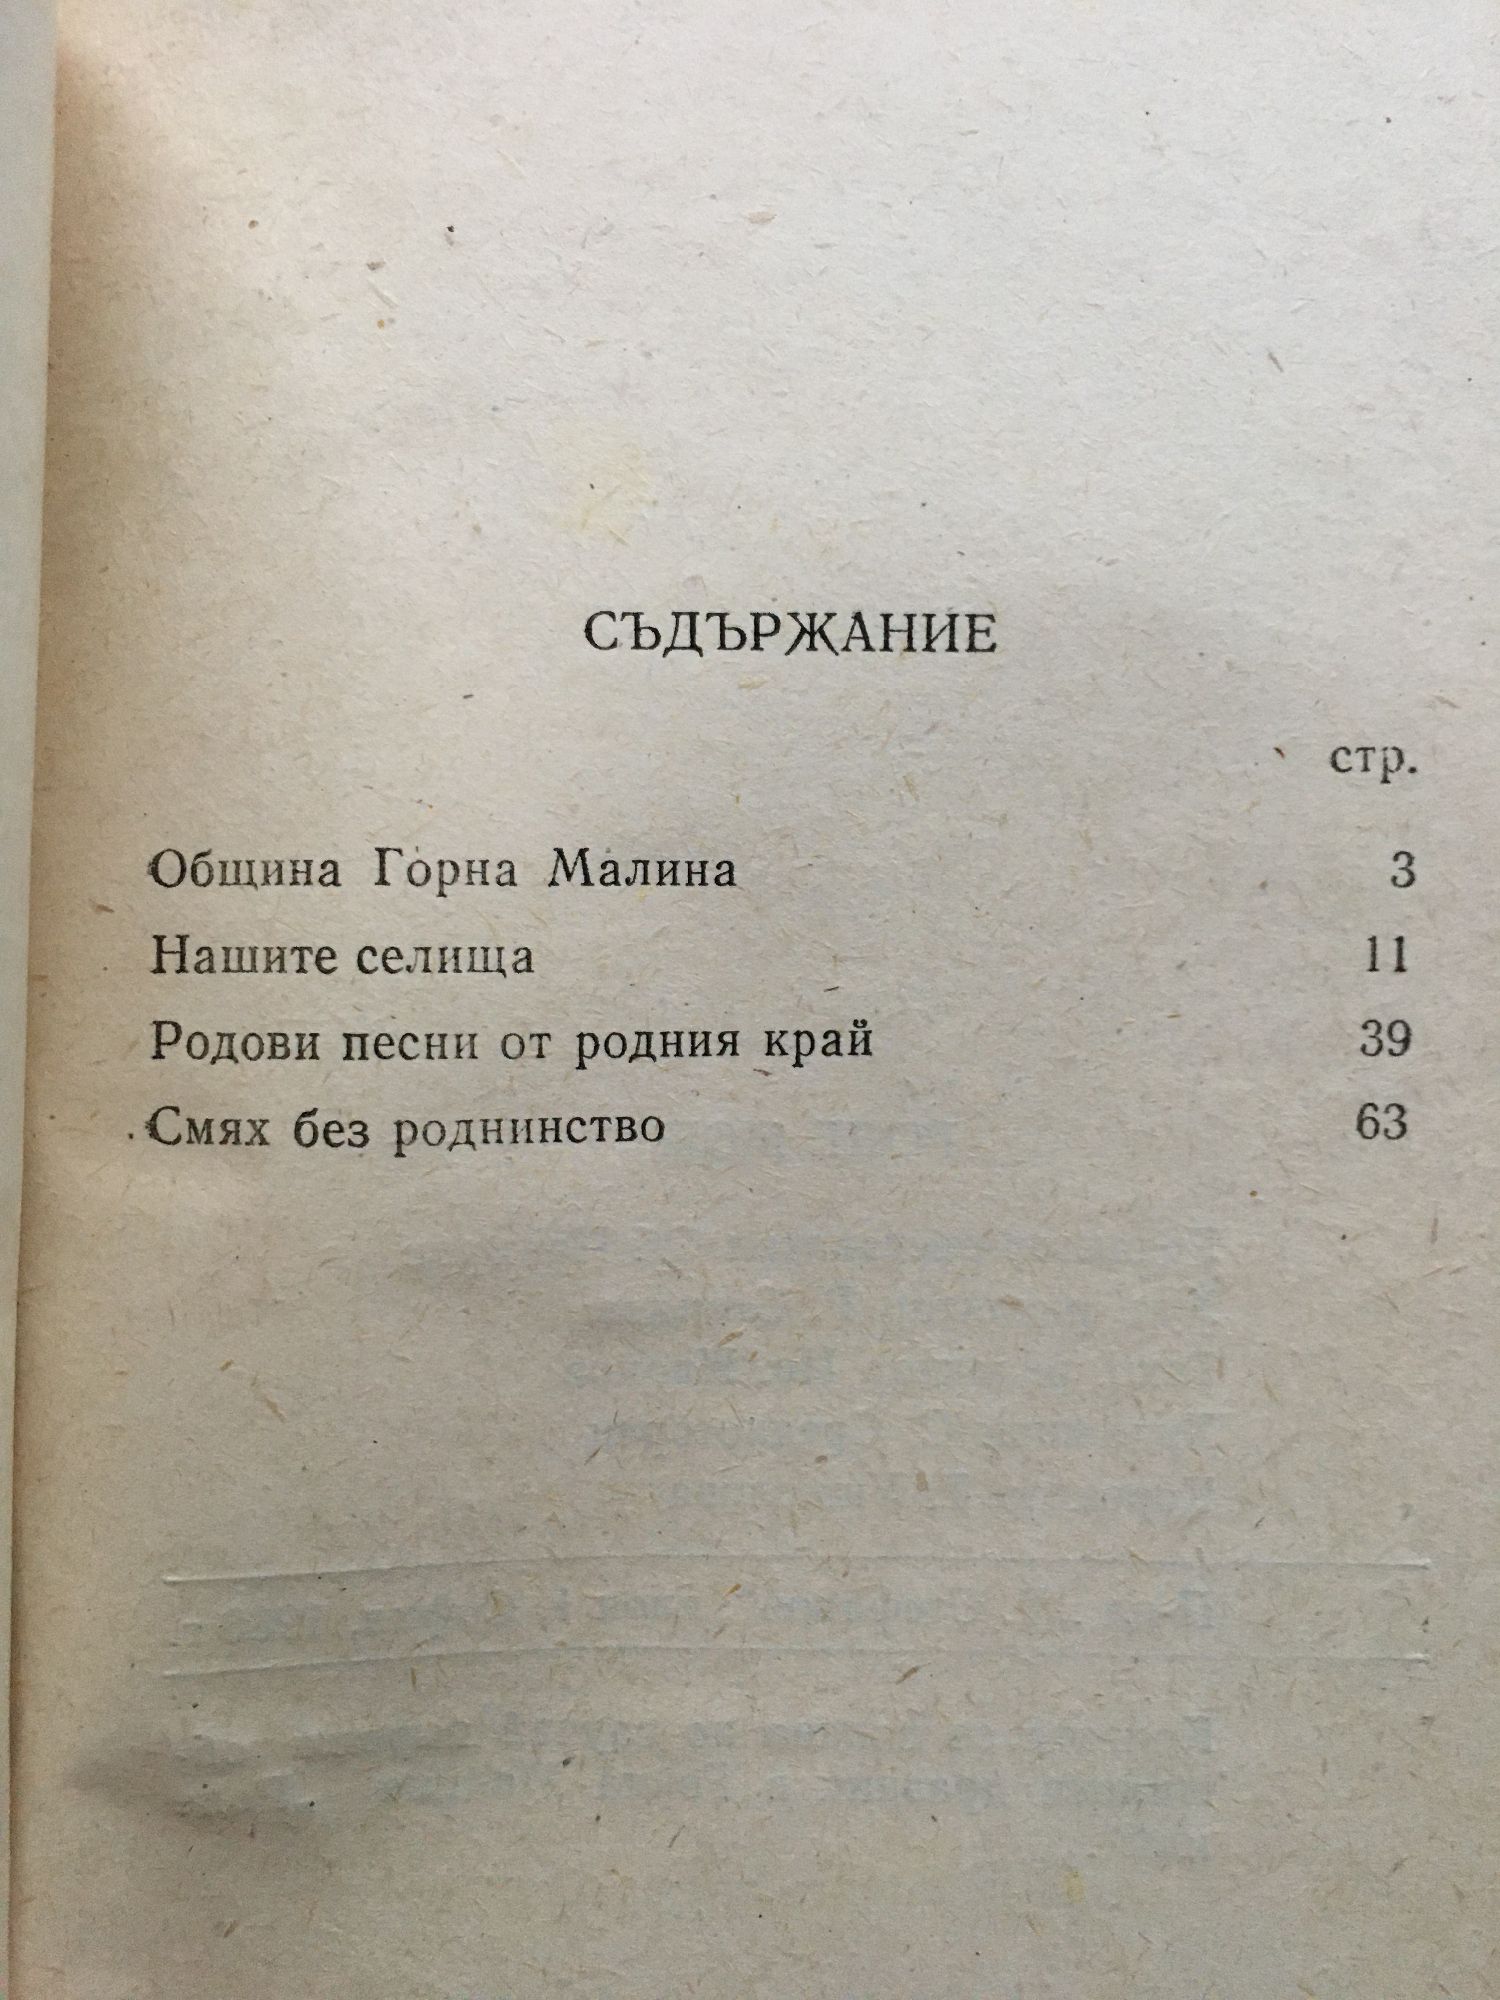 СЪДЪРЖАНИЕ
стр.
Община Горна Малина 3
Нашите селища 11
Родови песни от родния край 39
Смях без роднинство 63